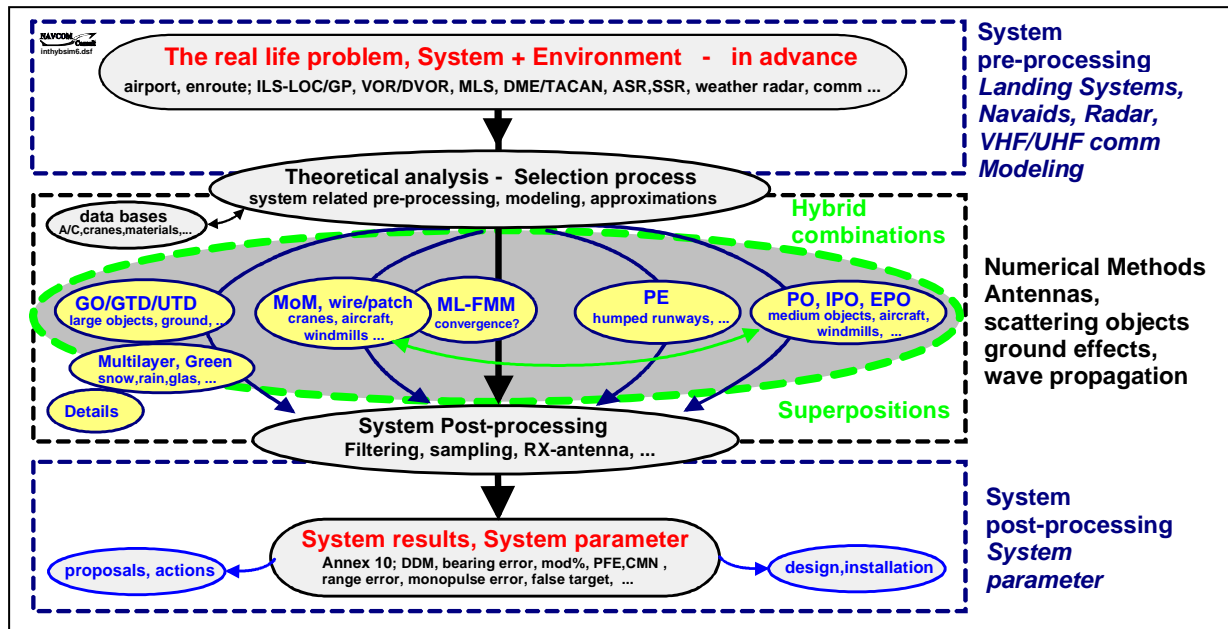 NAVCOM
Consult
inthybsim6.dsf
The real life problem, System + Environment - in advance
airport, enroute; ILS-LOC/GP, VOR/DVOR, MLS, DME/TACAN, ASR,SSR, weather radar, comm ...
System
pre-processing
Landing Systems,
Navaids, Radar,
VHF/UHF comm
Modeling
Theoretical analysis - Selection process
system related pre-processing, modeling, approximations
data bases
A/C,cranes,materials,...
Hybrid
combinations
GO/GTD/UTD
large objects, ground, ...
MoM, wire/patch
cranes, aircraft,
windmills ...
ML-FMM
convergence?
PE
humped runways, ...
PO, IPO, EPO
medium objects, aircraft,
windmills, ...
Multilayer, Green
snow,rain,glas, ...
Details
Superpositions
Numerical Methods
Antennas,
scattering objects
ground effects,
wave propagation
System Post-processing
Filtering, sampling, RX-antenna, ...
System results, System parameter
Annex 10; DDM, bearing error, mod%, PFE,CMN ,
range error, monopulse error, false target, ...
proposals, actions
design,installation
System
post-processing
System
parameter